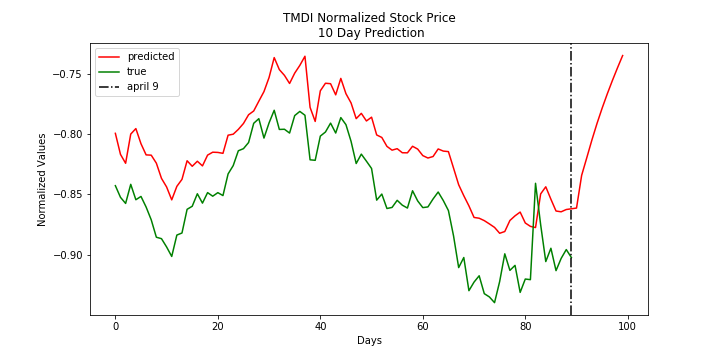 TMDI Normalized Stock Price
10 Day Prediction
predicted
true
april 9
−0.75
−0.80
−0.85
−0.90
Normalized Values
0
20
40
60
80
100
Days